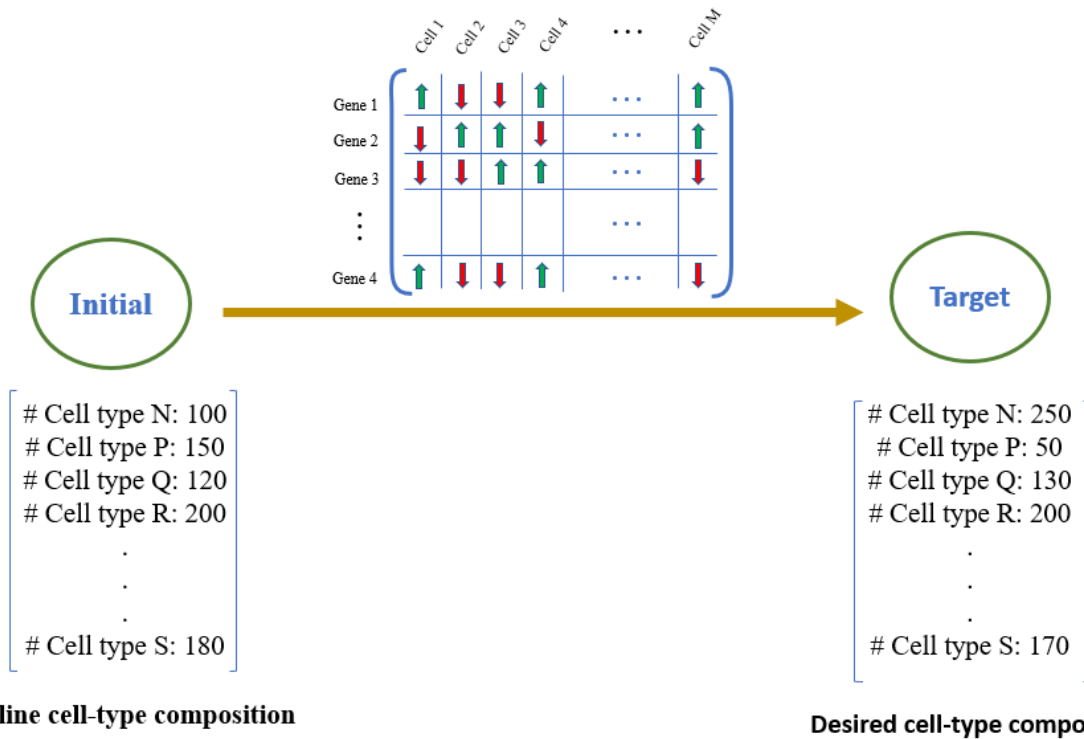 Cell 1 Cell 2 Cell 3 Cell 4 ... Cell M
Gene 1 ...
Gene 2 ...
Gene 3 ...
...
Gene 4 ...
Initial
Target
# Cell type N: 100
# Cell type P: 150
# Cell type Q: 120
# Cell type R: 200
.
.
.
# Cell type S: 180
line cell-type composition
# Cell type N: 250
# Cell type P: 50
# Cell type Q: 130
# Cell type R: 200
.
.
.
# Cell type S: 170
Desired cell-type compo